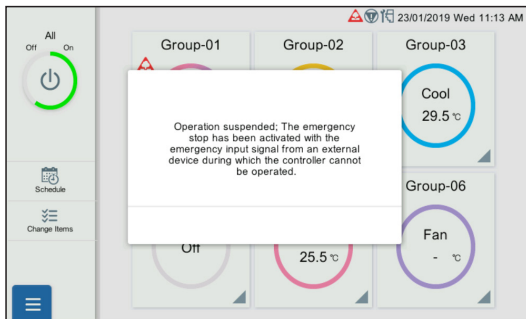 23/01/2019 Wed 11:13 AM
All
Off On
Group-01
Group-02
Group-03
Cool
29.5 ℃
Operation suspended; The emergency
stop has been activated with the
emergency input signal from an external
device during which the controller cannot
be operated.
Schedule
Change Items
Group-06
Off
25.5 ℃
Fan
- ℃